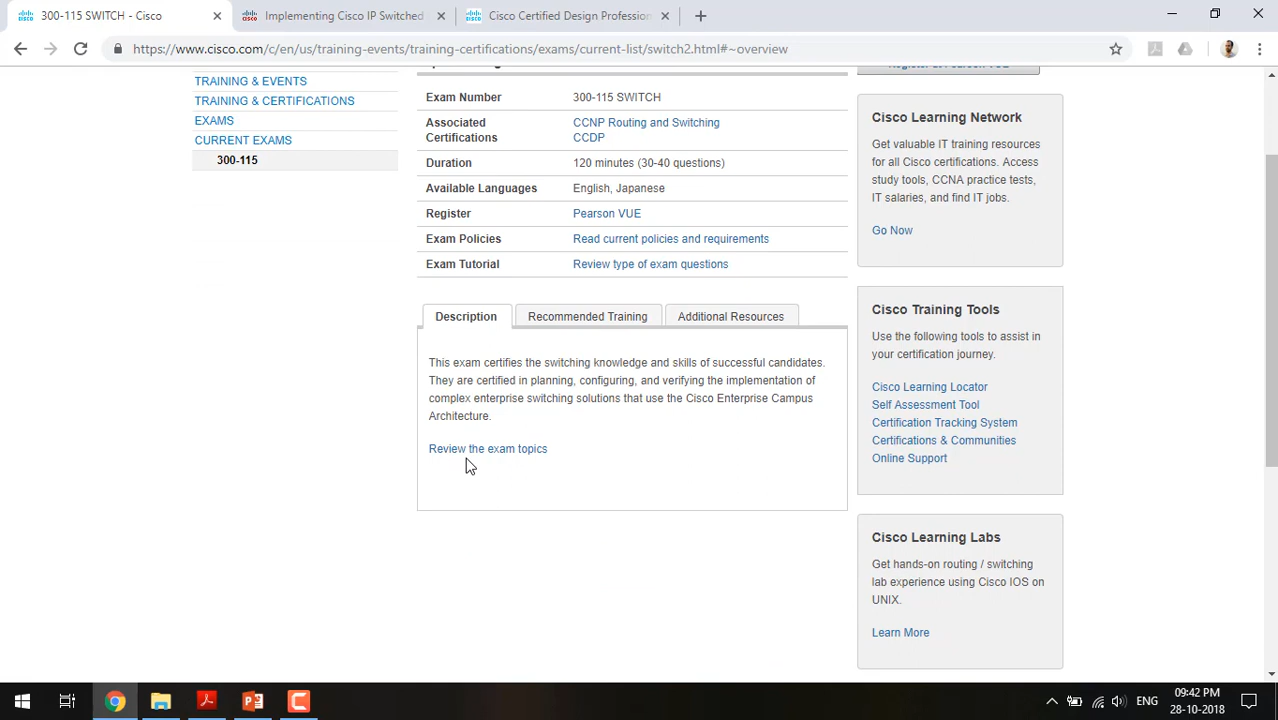 300-115 SWITCH - Cisco
Implementing Cisco IP Switched
Cisco Certified Design Profession
https://www.cisco.com/c/en/us/training-events/training-certifications/exams/current-list/switch2.html#~overview
TRAINING & EVENTS
TRAINING & CERTIFICATIONS
EXAMS
CURRENT EXAMS
300-115
Exam Number 300-115 SWITCH
Associated Certifications CCNP Routing and Switching
CCDP
Duration 120 minutes (30-40 questions)
Available Languages English, Japanese
Register Pearson VUE
Exam Policies Read current policies and requirements
Exam Tutorial Review type of exam questions
Description Recommended Training Additional Resources
This exam certifies the switching knowledge and skills of successful candidates.
They are certified in planning, configuring, and verifying the implementation of
complex enterprise switching solutions that use the Cisco Enterprise Campus
Architecture.
Review the exam topics
Cisco Learning Network
Get valuable IT training resources
for all Cisco certifications. Access
study tools, CCNA practice tests,
IT salaries, and find IT jobs.
Go Now
Cisco Training Tools
Use the following tools to assist in
your certification journey.
Cisco Learning Locator
Self Assessment Tool
Certification Tracking System
Certifications & Communities
Online Support
Cisco Learning Labs
Get hands-on routing / switching
lab experience using Cisco IOS on
UNIX.
Learn More
ENG
09:42 PM
28-10-2018